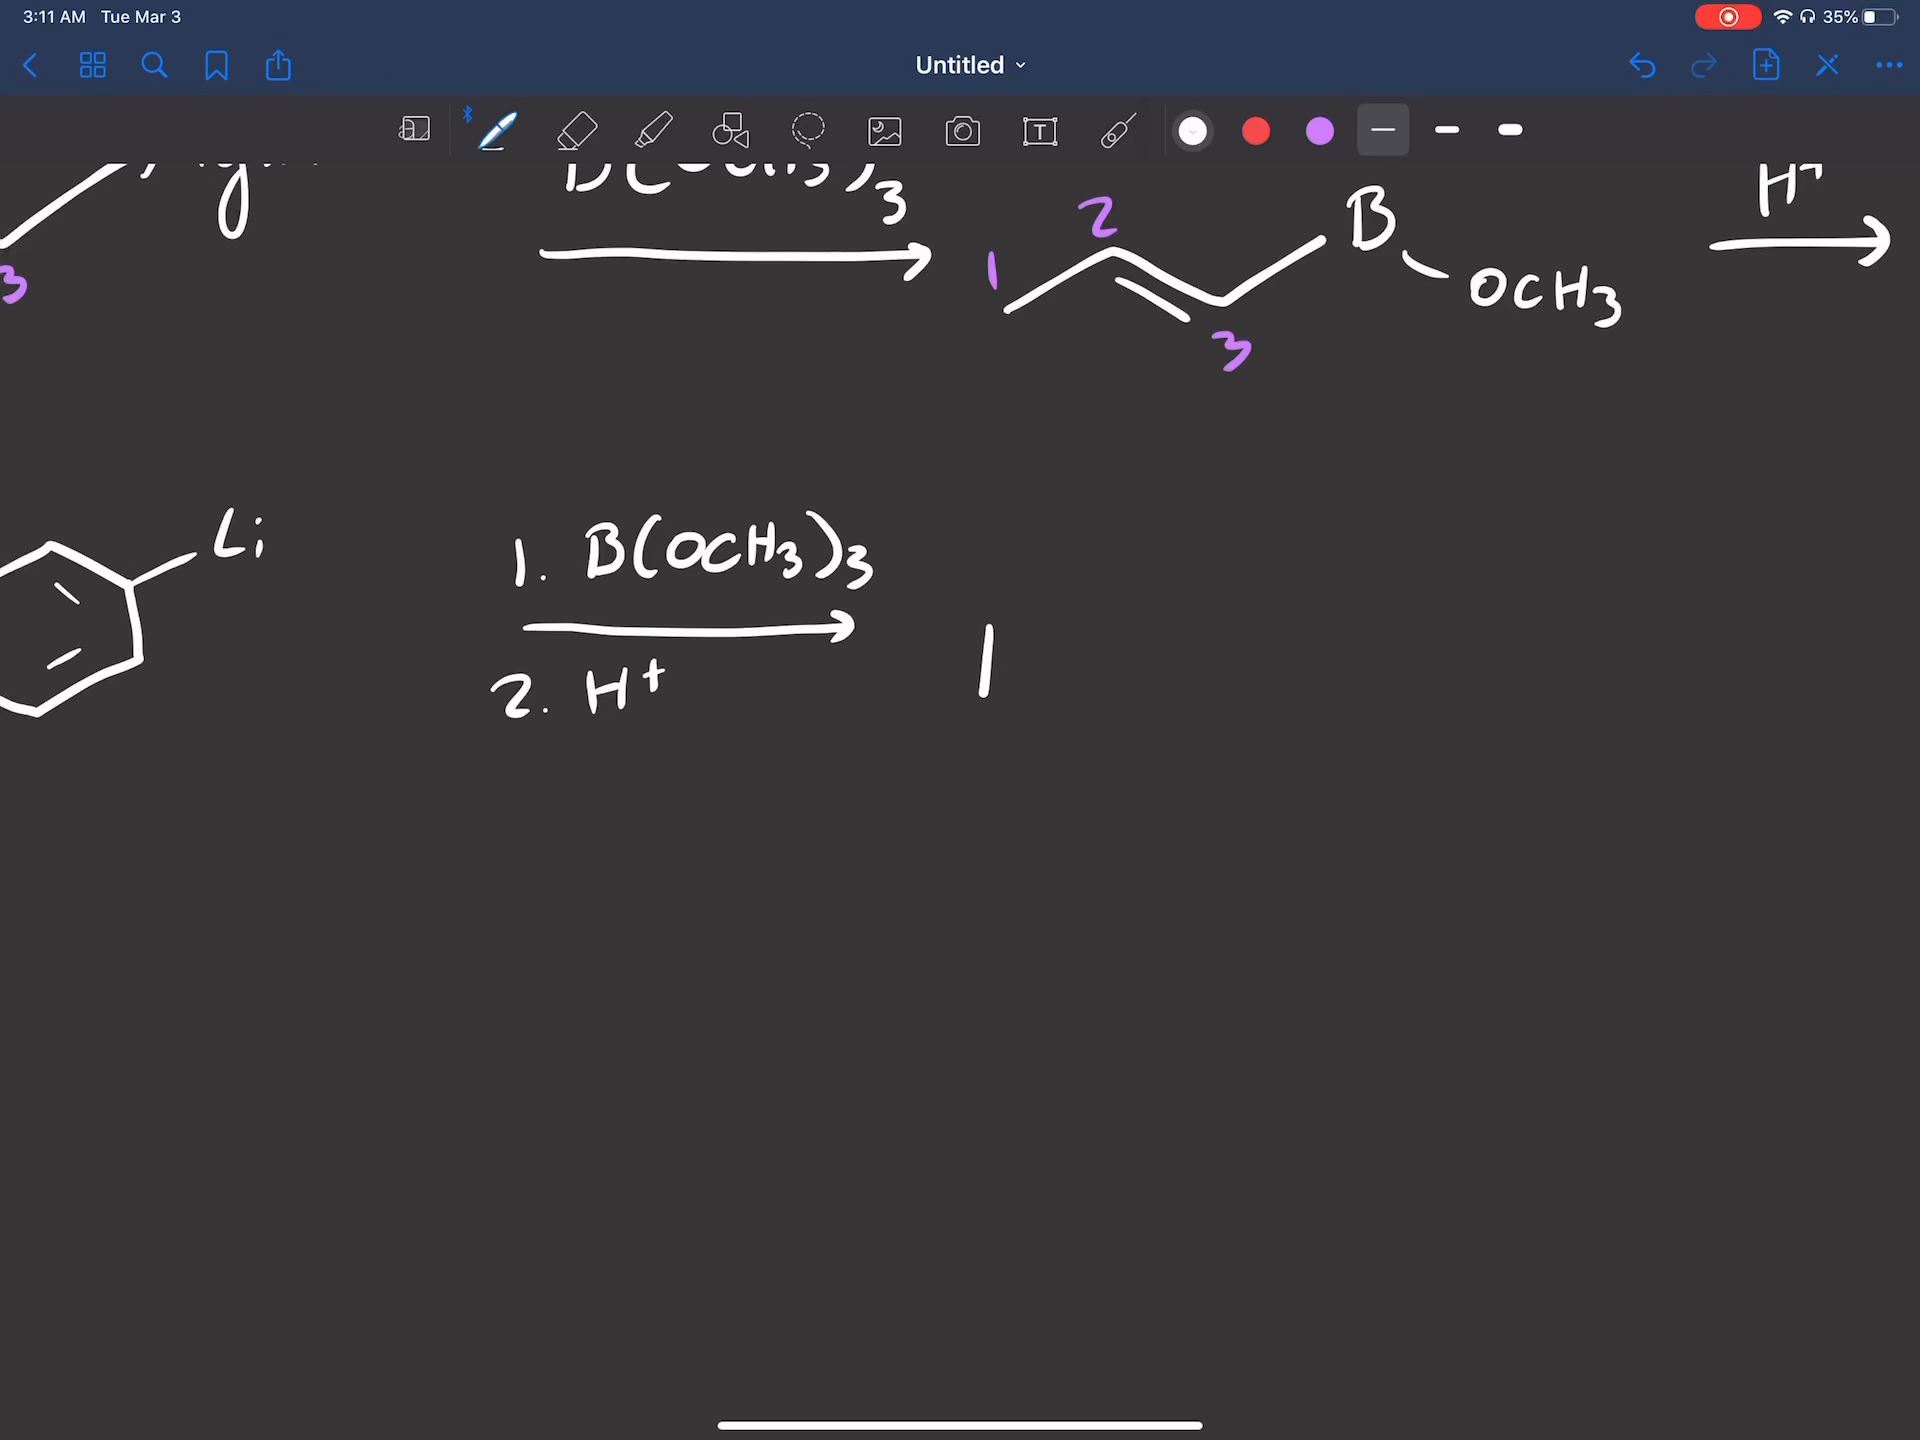 3:11 AM Tue Mar 3
35%
Untitled
T
3
2
1
3
B
OCH3
H+
3
Li
1. B(OCH3)3
2. H+